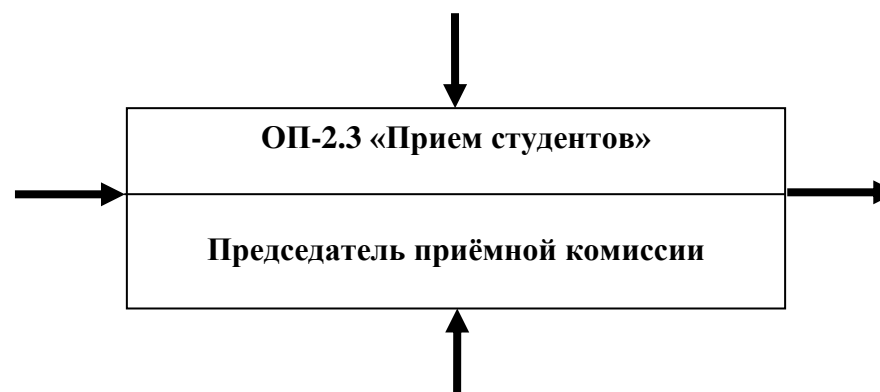 ОП-2.3 «Прием студентов»
Председатель приёмной комиссии